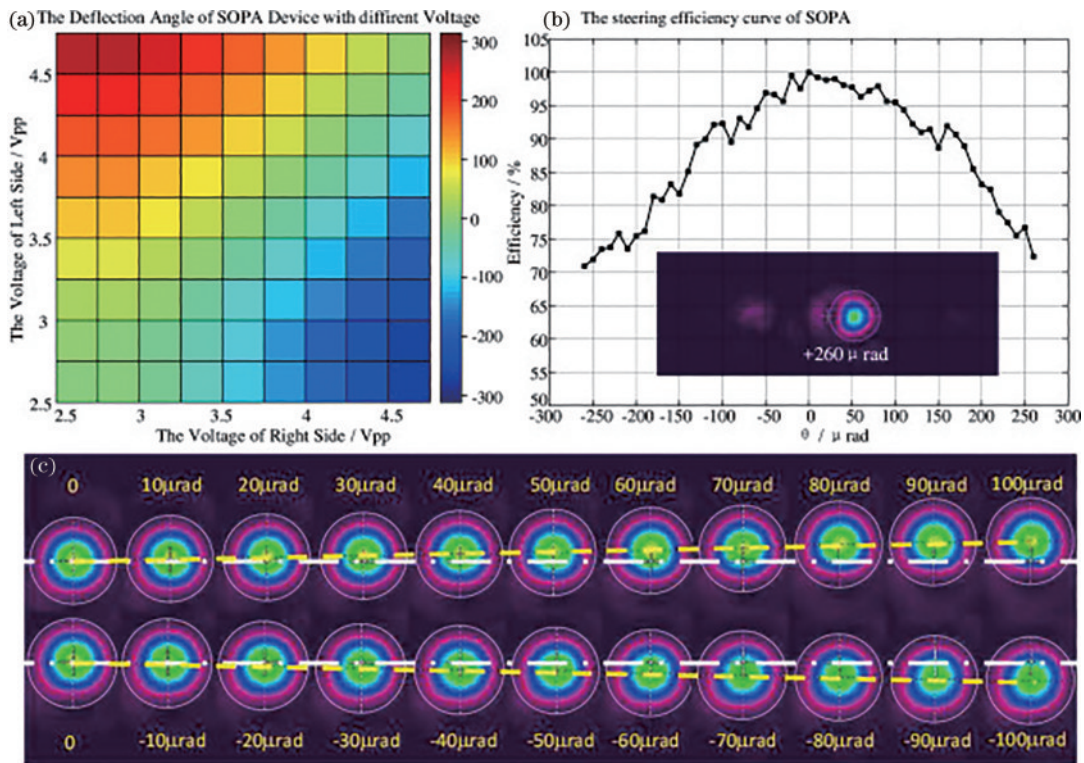 (a) The Deflection Angle of SOPA Device with diffirent Voltage
The Voltage of Left Side / Vpp
4.5
4
3.5
3
2.5
2.5 3 3.5 4 4.5
The Voltage of Right Side / Vpp
300
200
100
0
-100
-200
-300
(b) The steering efficiency curve of SOPA
Efficiency / %
105
100
95
90
85
80
75
70
65
60
55
50
+260 μ rad
-300 -250 -200 -150 -100 -50 0 50 100 150 200 250 300
θ / μ rad
(c)
0 10μrad 20μrad 30μrad 40μrad 50μrad 60μrad 70μrad 80μrad 90μrad 100μrad
0 -10μrad -20μrad -30μrad -40μrad -50μrad -60μrad -70μrad -80μrad -90μrad -100μrad